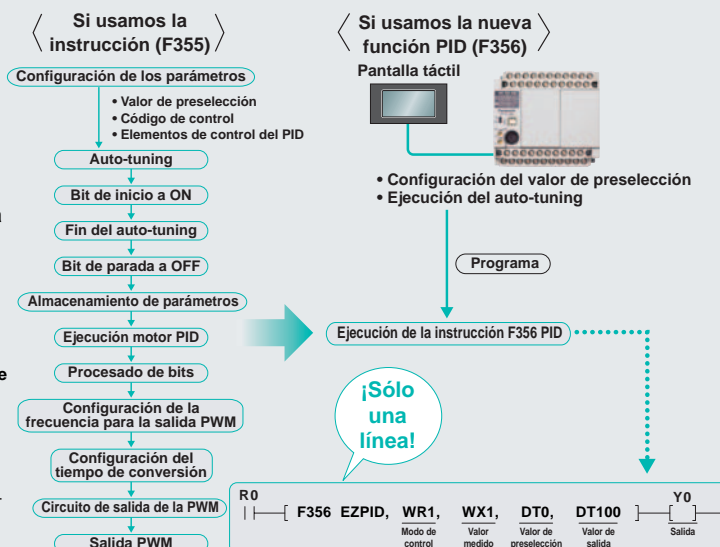 Si usamos la
instrucción (F355)
Configuración de los parámetros
• Valor de preselección
• Código de control
• Elementos de control del PID
Auto-tuning
Bit de inicio a ON
Fin del auto-tuning
Bit de parada a OFF
Almacenamiento de parámetros
Ejecución motor PID
Procesado de bits
Configuración de la
frecuencia para la salida PWM
Configuración del
tiempo de conversión
Circuito de salida de la PWM
Salida PWM
Si usamos la nueva
función PID (F356)
Pantalla táctil
• Configuración del valor de preselección
• Ejecución del auto-tuning
Programa
Ejecución de la instrucción F356 PID
¡Sólo
una
línea!
R0
F356 EZPID, WR1, WX1, DT0, DT100
Y0
Modo de
control
Valor
medido
Valor de
preselección
Valor de
salida
Salida